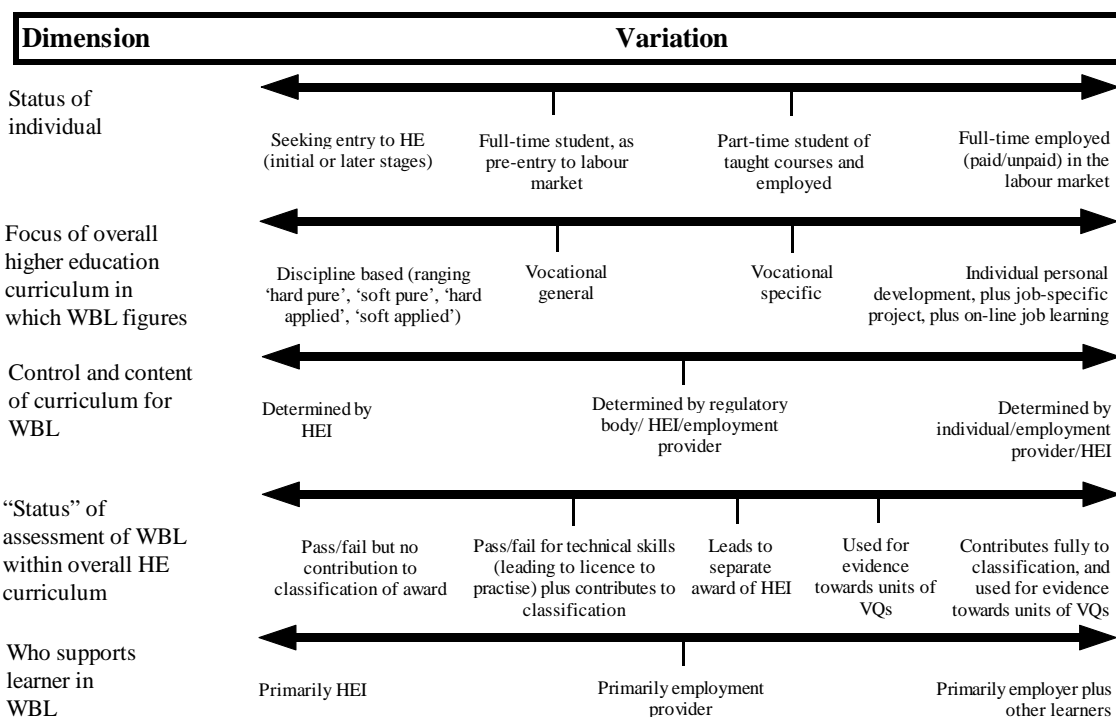 Dimension Variation
Status of
individual
Seeking entry to HE
(initial or later stages)
Full-time student, as
pre-entry to labour
market
Part-time student of
taught courses and
employed
Full-time employed
(paid/unpaid) in the
labour market
Focus of overall
higher education
curriculum in
which WBL figures
Discipline based (ranging
‘hard pure’, ‘soft pure’, ‘hard
applied’, ‘soft applied’)
Vocational
general
Vocational
specific
Individual personal
development, plus job-specific
project, plus on-line job learning
Control and content
of curriculum for
WBL
Determined by
HEI
Determined by regulatory
body/ HEI/employment
provider
Determined by
individual/employment
provider/HEI
“Status” of
assessment of WBL
within overall HE
curriculum
Pass/fail but no
contribution to
classification of award
Pass/fail for technical skills
(leading to licence to
practise) plus contributes to
classification
Leads to
separate
award of HEI
Used for
evidence
towards units of
VQs
Contributes fully to
classification, and
used for evidence
towards units of VQs
Who supports
learner in
WBL
Primarily HEI
Primarily employment
provider
Primarily employer plus
other learners